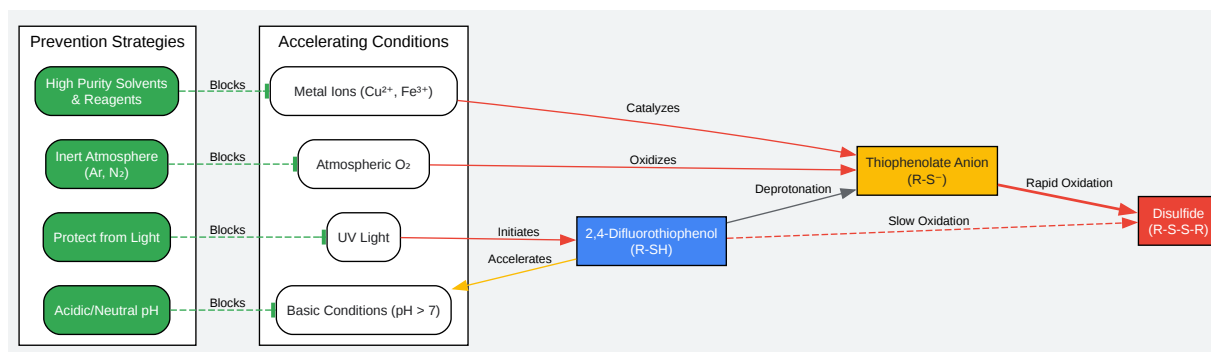 Prevention Strategies
Accelerating Conditions
High Purity Solvents
& Reagents
Blocks
Metal Ions (Cu²⁺, Fe³⁺)
Catalyzes
Inert Atmosphere
(Ar, N₂)
Blocks
Atmospheric O₂
Oxidizes
Thiophenolate Anion
(R-S⁻)
Rapid Oxidation
Deprotonation
Protect from Light
Blocks
UV Light
Initiates
2,4-Difluorothiophenol
(R-SH)
Slow Oxidation
Disulfide
(R-S-S-R)
Accelerates
Acidic/Neutral pH
Blocks
Basic Conditions (pH > 7)